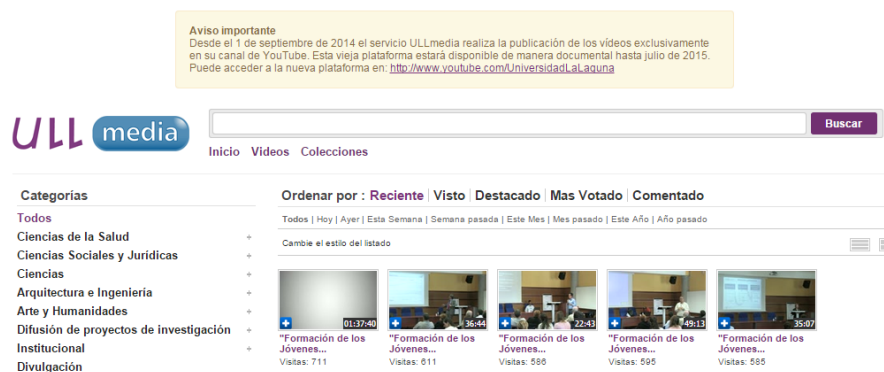 Aviso importante
Desde el 1 de septiembre de 2014 el servicio ULLmedia realiza la publicación de los vídeos exclusivamente
en su canal de YouTube. Esta vieja plataforma estará disponible de manera documental hasta julio de 2015.
Puede acceder a la nueva plataforma en: http://www.youtube.com/UniversidadLaLaguna
ULL media
Buscar
Inicio Videos Colecciones
Categorías
Todos
Ciencias de la Salud +
Ciencias Sociales y Jurídicas +
Ciencias +
Arquitectura e Ingeniería +
Arte y Humanidades +
Difusión de proyectos de investigación +
Institucional +
Divulgación
Ordenar por : Reciente | Visto | Destacado | Mas Votado | Comentado
Todos | Hoy | Ayer | Esta Semana | Semana pasada | Este Mes | Mes pasado | Este Año | Año pasado
Cambie el estilo del listado
01:37:40 36:44 22:43 49:13 35:07
"Formación de los "Formación de los "Formación de los "Formación de los "Formación de los
Jóvenes... Jóvenes... Jóvenes... Jóvenes... Jóvenes...
Visitas: 711 Visitas: 611 Visitas: 586 Visitas: 595 Visitas: 585